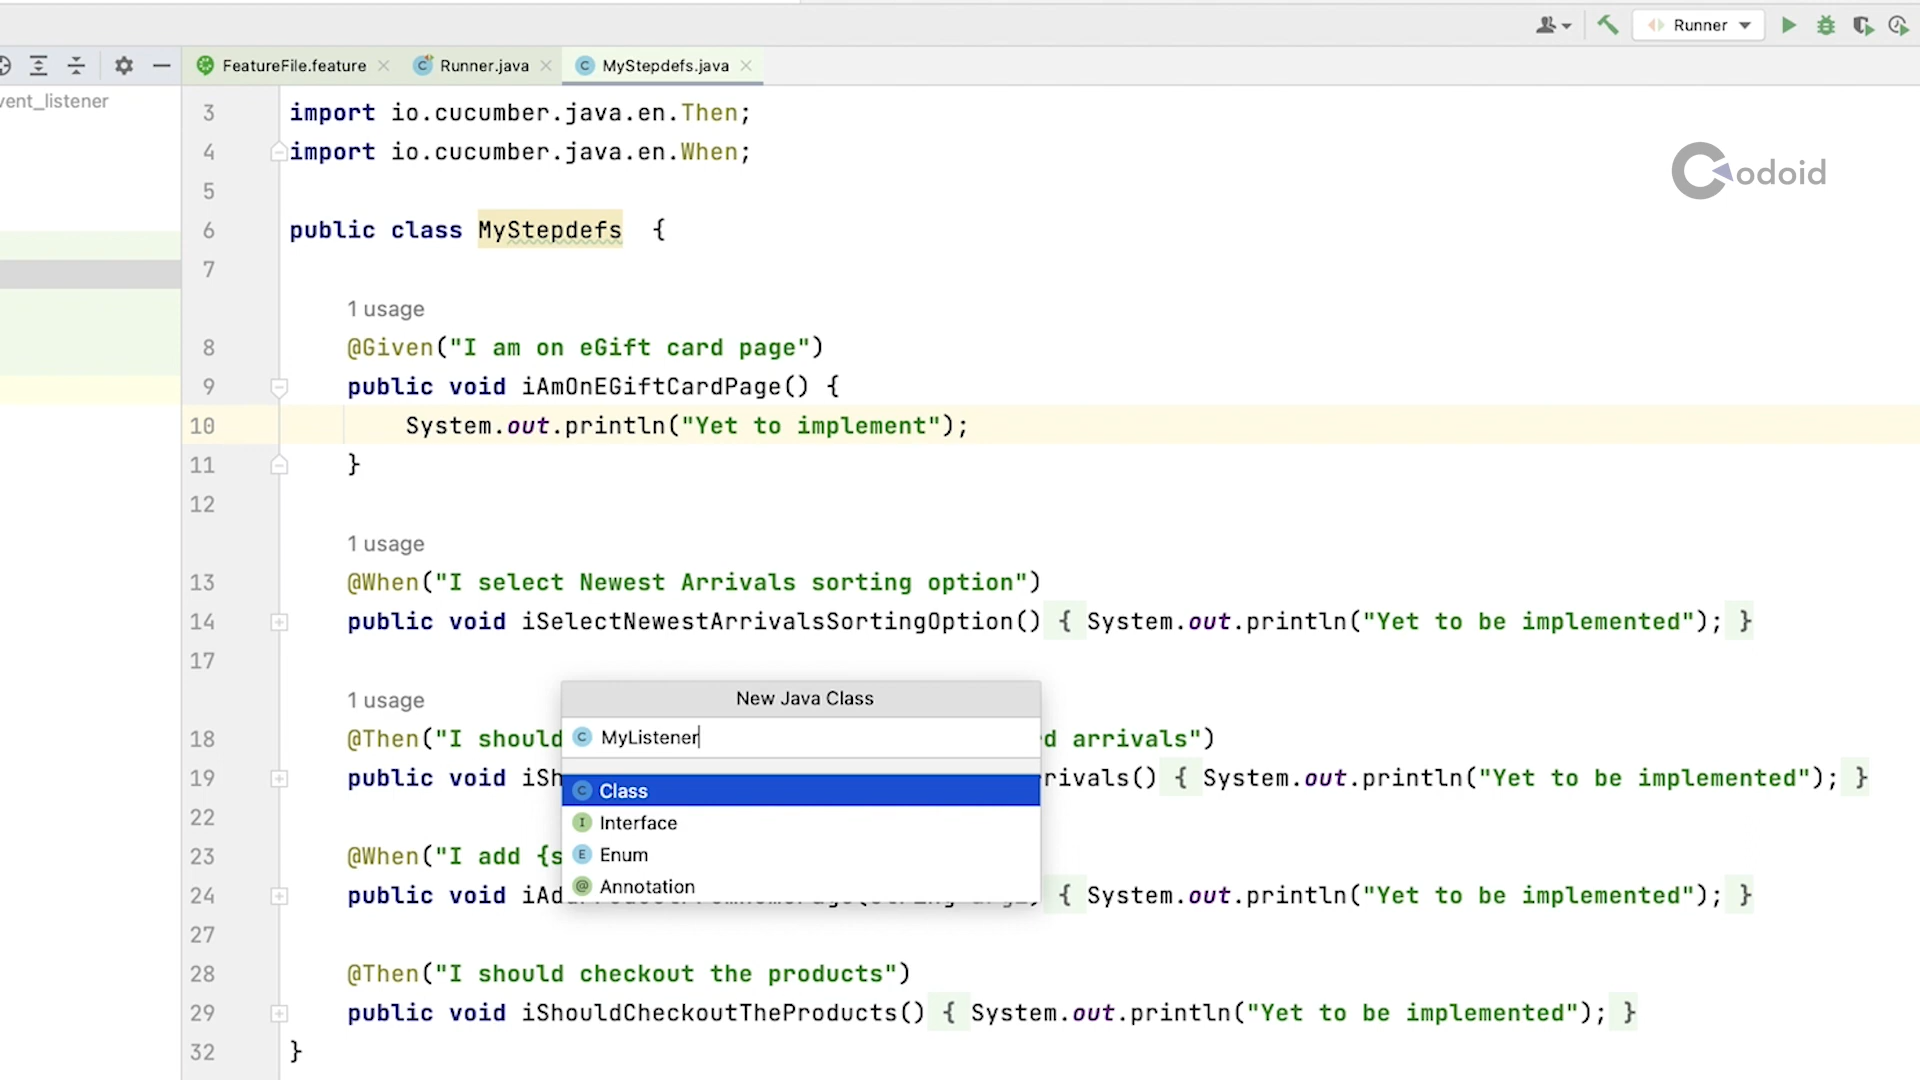 Runner
FeatureFile.feature
Runner.java
MyStepdefs.java
vent_listener
3 import io.cucumber.java.en.Then;
4 import io.cucumber.java.en.When;
Codoid
5
6 public class MyStepdefs {
7
1 usage
8 @Given("I am on eGift card page")
9 public void iAmOnEGiftCardPage() {
10 System.out.println("Yet to implement");
11 }
12
1 usage
13 @When("I select Newest Arrivals sorting option")
14 public void iSelectNewestArrivalsSortingOption() { System.out.println("Yet to be implemented"); }
17
1 usage
18 @Then("I should d arrivals")
19 public void iSh rivals() { System.out.println("Yet to be implemented"); }
22
23 @When("I add {s
24 public void iAd { System.out.println("Yet to be implemented"); }
27
28 @Then("I should checkout the products")
29 public void iShouldCheckoutTheProducts() { System.out.println("Yet to be implemented"); }
32 }
New Java Class
MyListener
Class
Interface
Enum
Annotation